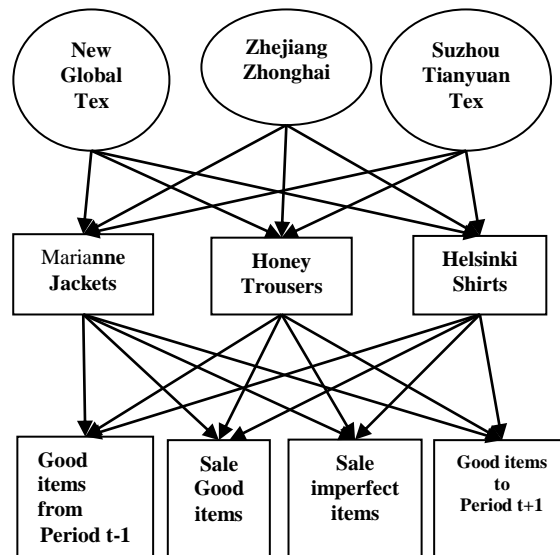 New
Global
Tex
Zhejiang
Zhonghai
Suzhou
Tianyuan
Tex
Marianne
Jackets
Honey
Trousers
Helsinki
Shirts
Good
items
from
Period t-1
Sale
Good
items
Sale
imperfect
items
Good items
to
Period t+1